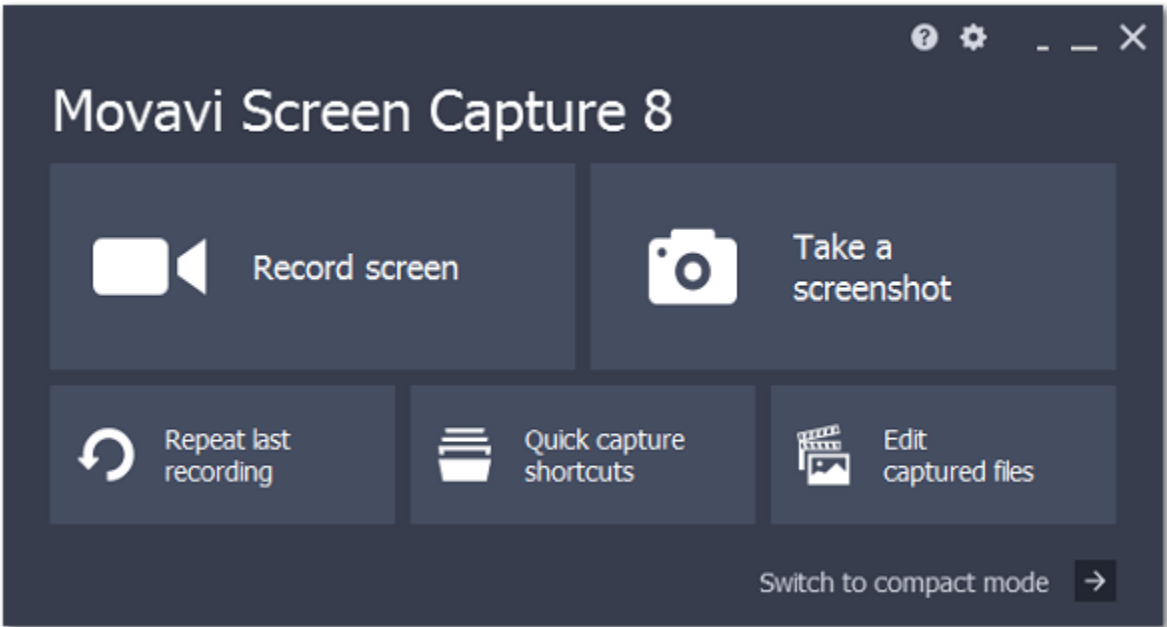 Movavi Screen Capture 8
Record screen
Take a
screenshot
Repeat last
recording
Quick capture
shortcuts
Edit
captured files
Switch to compact mode